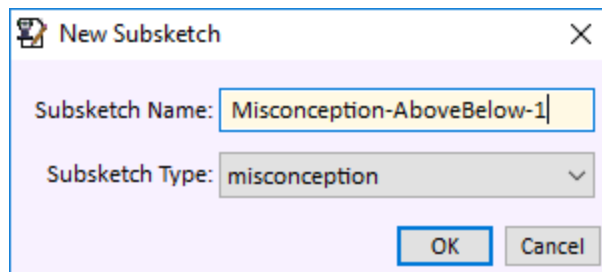 New Subsketch
Subsketch Name: Misconception-AboveBelow-1
Subsketch Type: misconception
OK Cancel